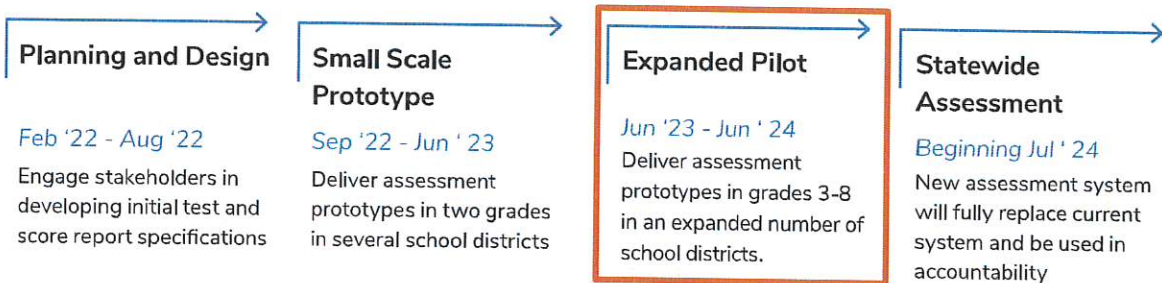 Planning and Design
Feb ‘22 - Aug ‘22
Engage stakeholders in
developing initial test and
score report specifications
Small Scale
Prototype
Sep ‘22 - Jun ‘ 23
Deliver assessment
prototypes in two grades
in several school districts
Expanded Pilot
Jun ‘23 - Jun ‘ 24
Deliver assessment
prototypes in grades 3-8
in an expanded number of
school districts.
Statewide
Assessment
Beginning Jul ‘ 24
New assessment system
will fully replace current
system and be used in
accountability